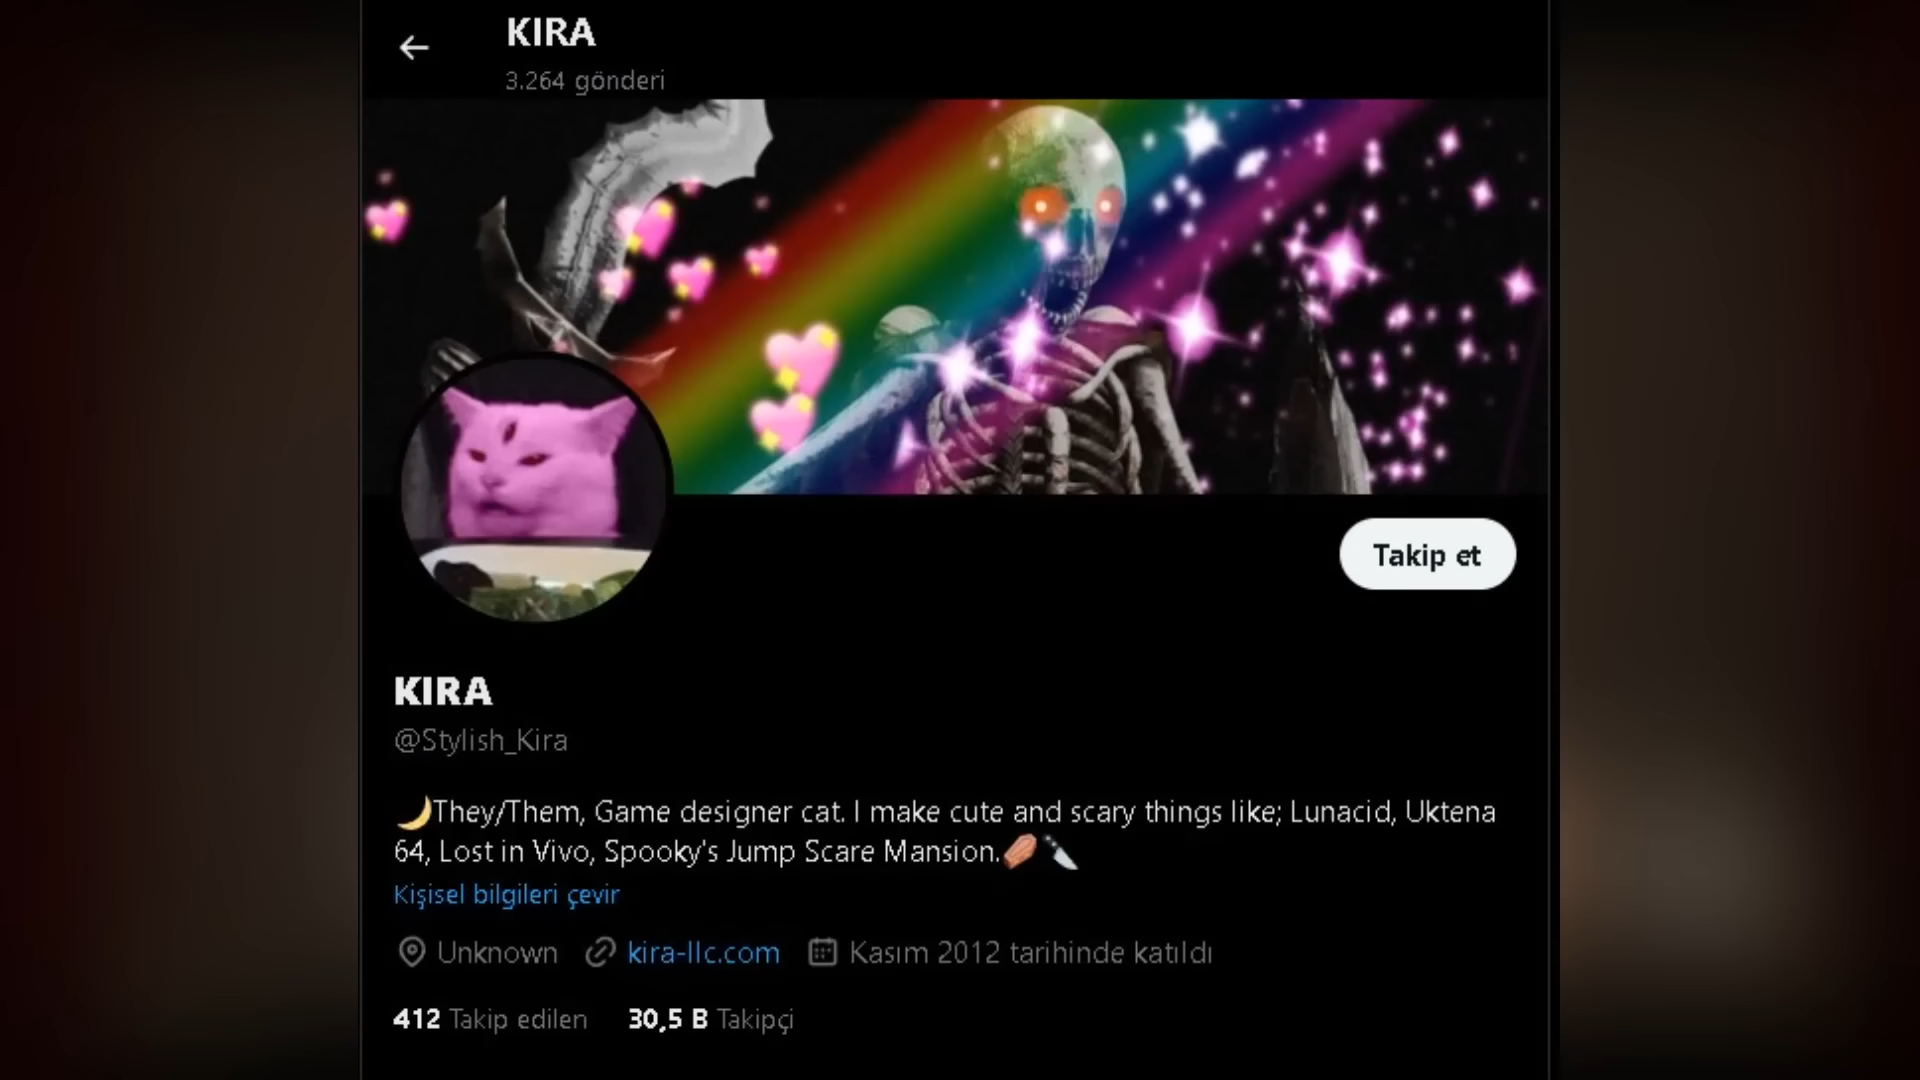 KIRA
3.264 gönderi
Takip et
KIRA
@Stylish_Kira
🌙They/Them, Game designer cat. I make cute and scary things like; Lunacid, Uktena
64, Lost in Vivo, Spooky's Jump Scare Mansion.⚰️🔪
Kişisel bilgileri çevir
Unknown kira-llc.com Kasım 2012 tarihinde katıldı
412 Takip edilen 30,5 B Takipçi